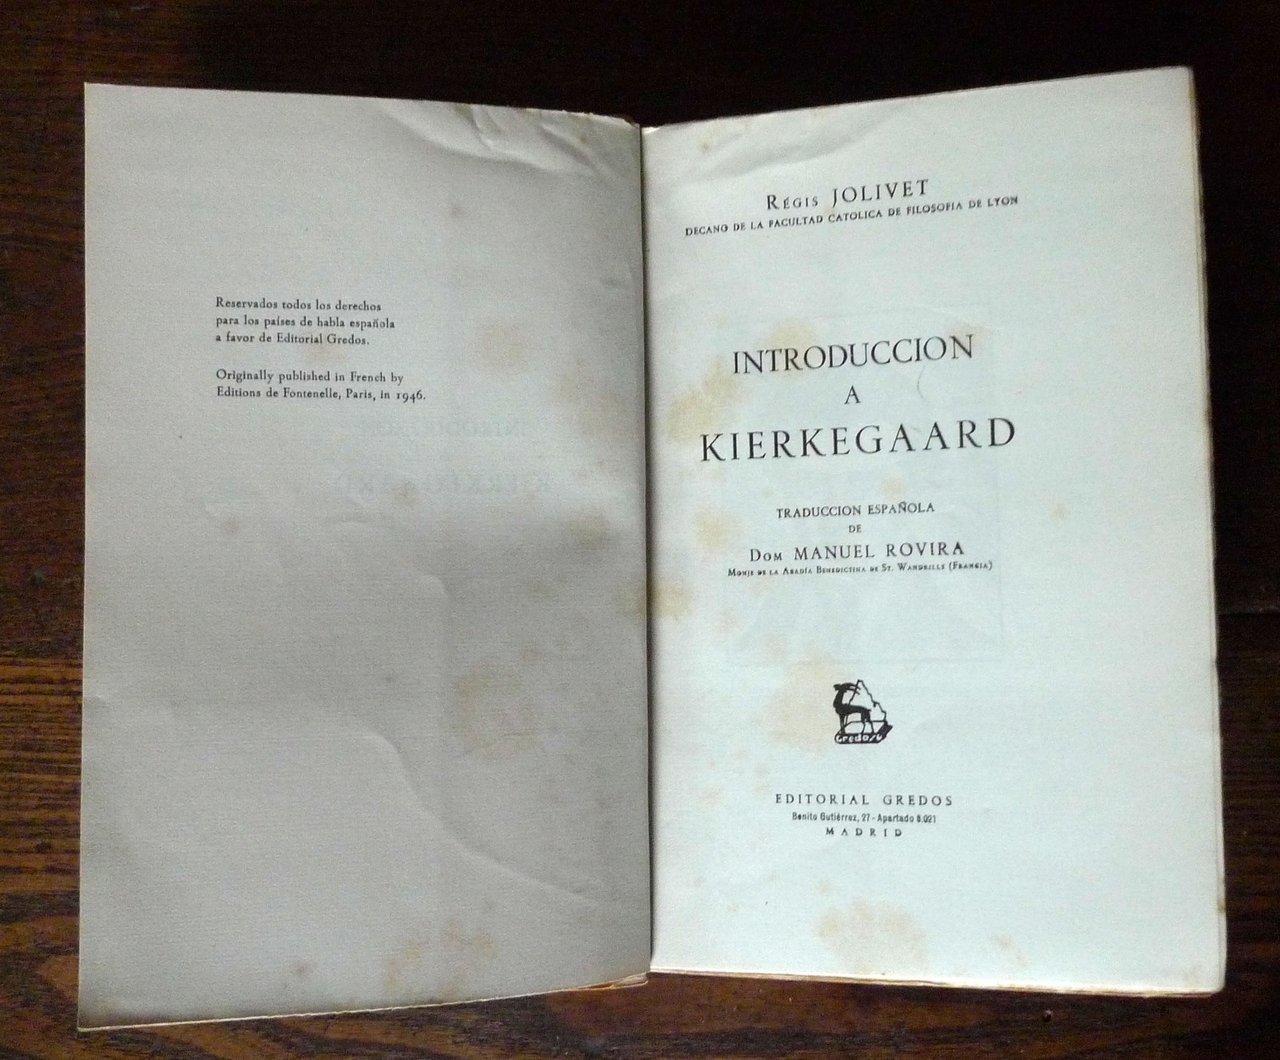 Reservados todos los derechos
para los países de habla española
a favor de Editorial Gredos.
Originally published in French by
Editions de Fontenelle, Paris, in 1946.
RÉGIS JOLIVET
DECANO DE LA FACULTAD CATOLICA DE FILOSOFIA DE LYON
INTRODUCCION
A
KIERKEGAARD
TRADUCCION ESPAÑOLA
DE
DOM MANUEL ROVIRA
MONJE DE LA ABADÍA BENEDICTINA DE ST. WANDRILLE (FRANCIA)
Gredos
EDITORIAL GREDOS
Benito Gutiérrez, 27 - Apartado 8.021
MADRID